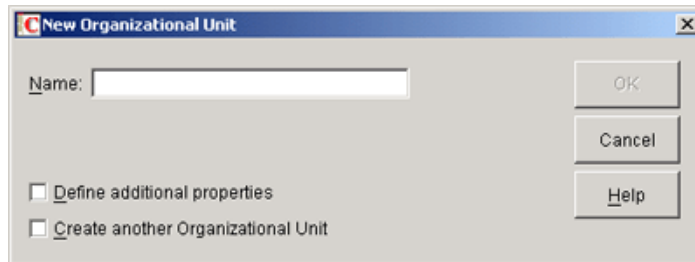 C New Organizational Unit
Name:
OK
Cancel
Define additional properties
Help
Create another Organizational Unit